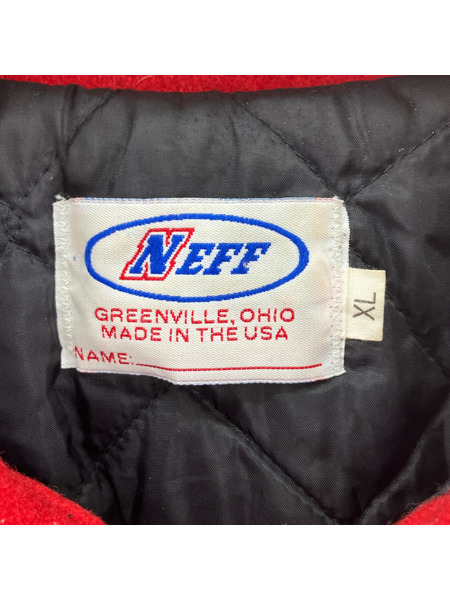 NEFF
GREENVILLE, OHIO
MADE IN THE USA
NAME:
XL